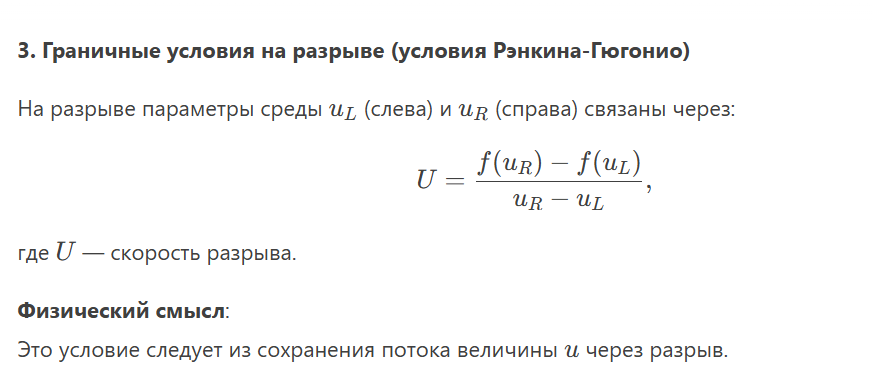 3. Граничные условия на разрыве (условия Рэнкина-Гюгонио)
На разрыве параметры среды u_L (слева) и u_R (справа) связаны через:
U = \frac{f(u_R) − f(u_L)}{u_R − u_L},
где U — скорость разрыва.
Физический смысл:
Это условие следует из сохранения потока величины u через разрыв.